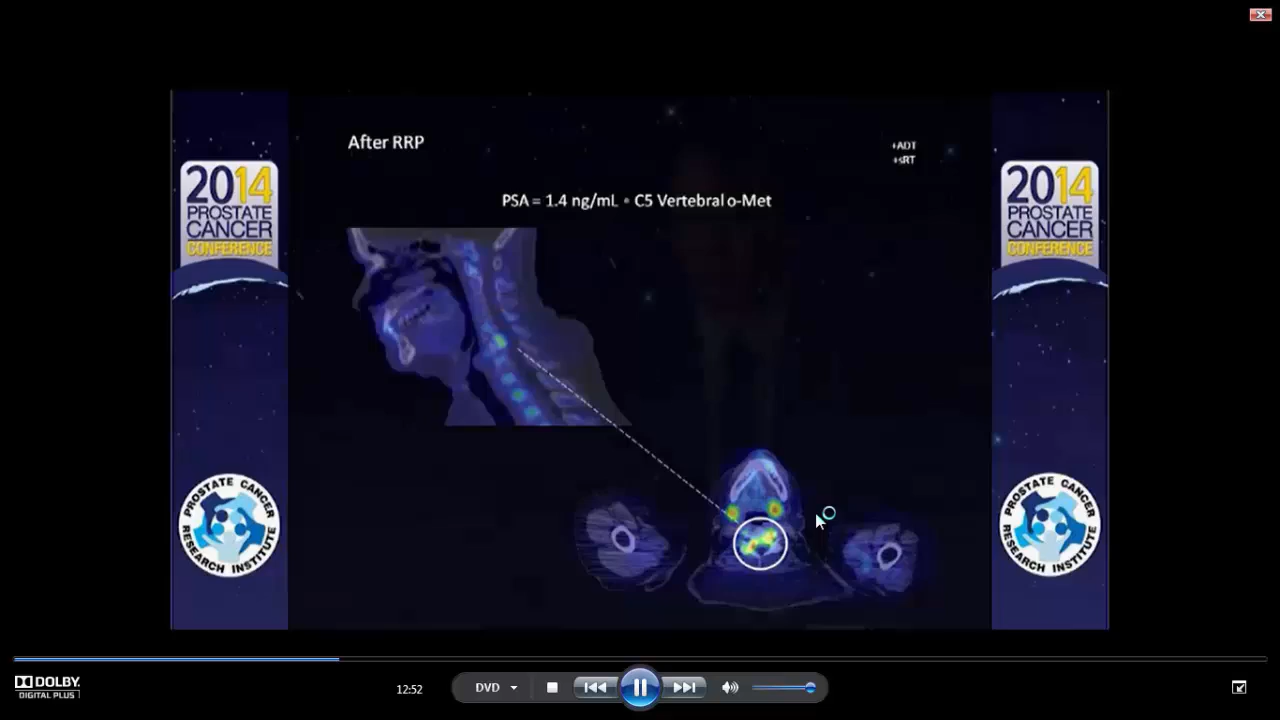 After RRP
+ADT
+sRT
PSA = 1.4 ng/mL • C5 Vertebral o-Met
2014
PROSTATE
CANCER
CONFERENCE
2014
PROSTATE
CANCER
CONFERENCE
PROSTATE CANCER
RESEARCH INSTITUTE
PROSTATE CANCER
RESEARCH INSTITUTE
DOLBY
DIGITAL PLUS
12:52
DVD